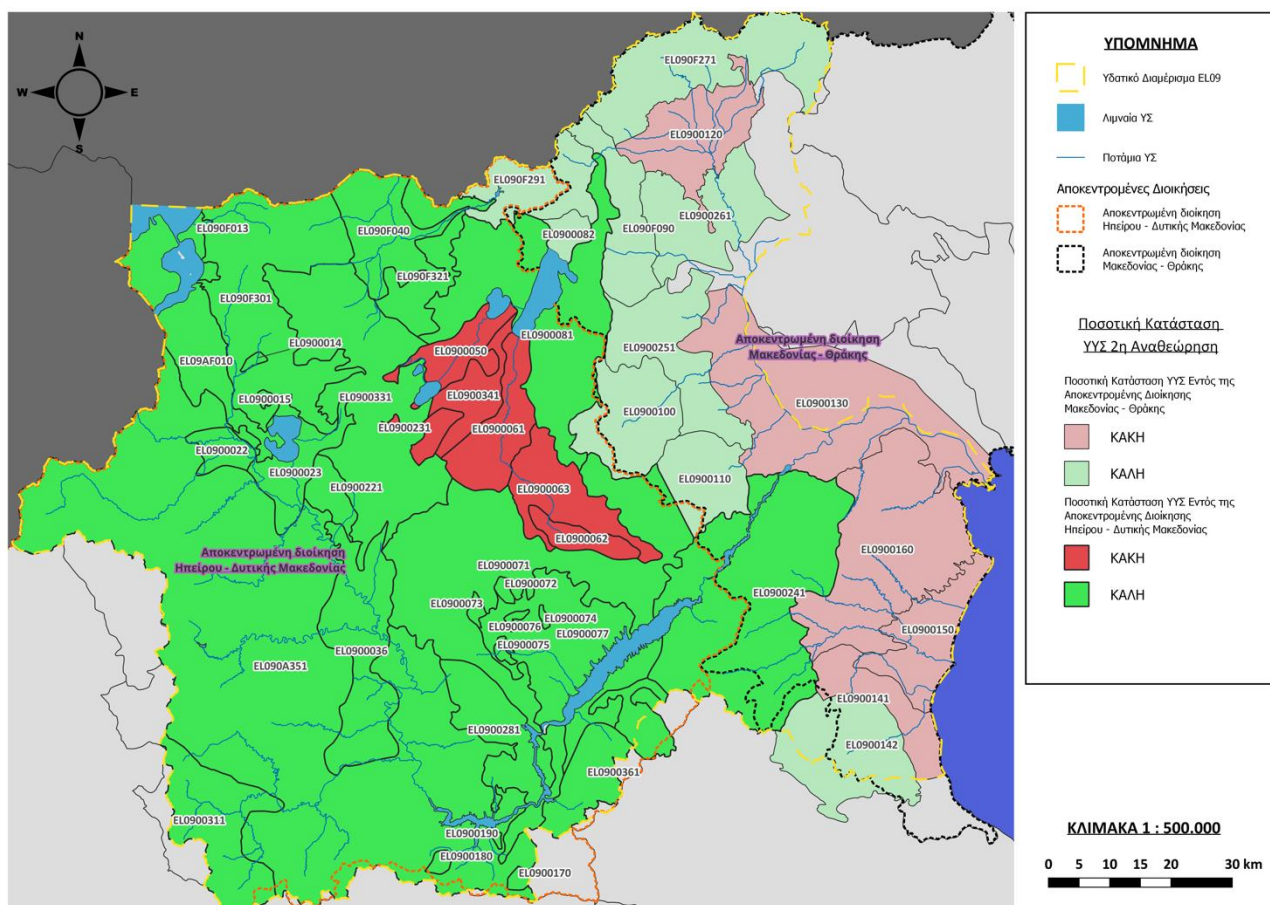 N
W
E
S
EL090F271
EL0900120
EL090F291
EL090F013
EL090F040
EL0900082
EL090F090
EL0900261
EL090F321
EL090F301
EL0900014
EL0900081
EL0900050
EL0900251
Αποκεντρωμένη διοίκηση
Μακεδονίας - Θράκης
EL09AF010
EL0900015
EL0900331
EL0900341
EL0900100
EL0900130
EL0900231
EL0900061
EL0900022
EL0900023
EL0900221
EL0900110
EL0900063
EL0900062
Αποκεντρωμένη διοίκηση
Ηπείρου - Δυτικής Μακεδονίας
EL0900160
EL0900071
EL0900072
EL0900073
EL0900074
EL0900241
EL0900076
EL0900077
EL0900075
EL0900150
EL090A351
EL0900036
EL0900141
EL0900281
EL0900142
EL0900361
EL0900311
EL0900190
EL0900180
EL0900170
ΥΠΟΜΝΗΜΑ
Υδατικό Διαμέρισμα EL09
Λιμναία ΥΣ
Ποτάμια ΥΣ
Αποκεντρομένες Διοικήσεις
Αποκεντρωμένη διοίκηση
Ηπείρου - Δυτικής Μακεδονίας
Αποκεντρωμένη διοίκηση
Μακεδονίας - Θράκης
Ποσοτική Κατάσταση
ΥΥΣ 2η Αναθεώρηση
Ποσοτική Κατάσταση ΥΥΣ Εντός της
Αποκεντρωμένης Διοίκησης
Μακεδονίας - Θράκης
ΚΑΚΗ
ΚΑΛΗ
Ποσοτική Κατάσταση ΥΥΣ Εντός της
Αποκεντρωμένης Διοίκησης
Ηπείρου - Δυτικής Μακεδονίας
ΚΑΚΗ
ΚΑΛΗ
ΚΛΙΜΑΚΑ 1 : 500.000
0 5 10 15 20 30 km